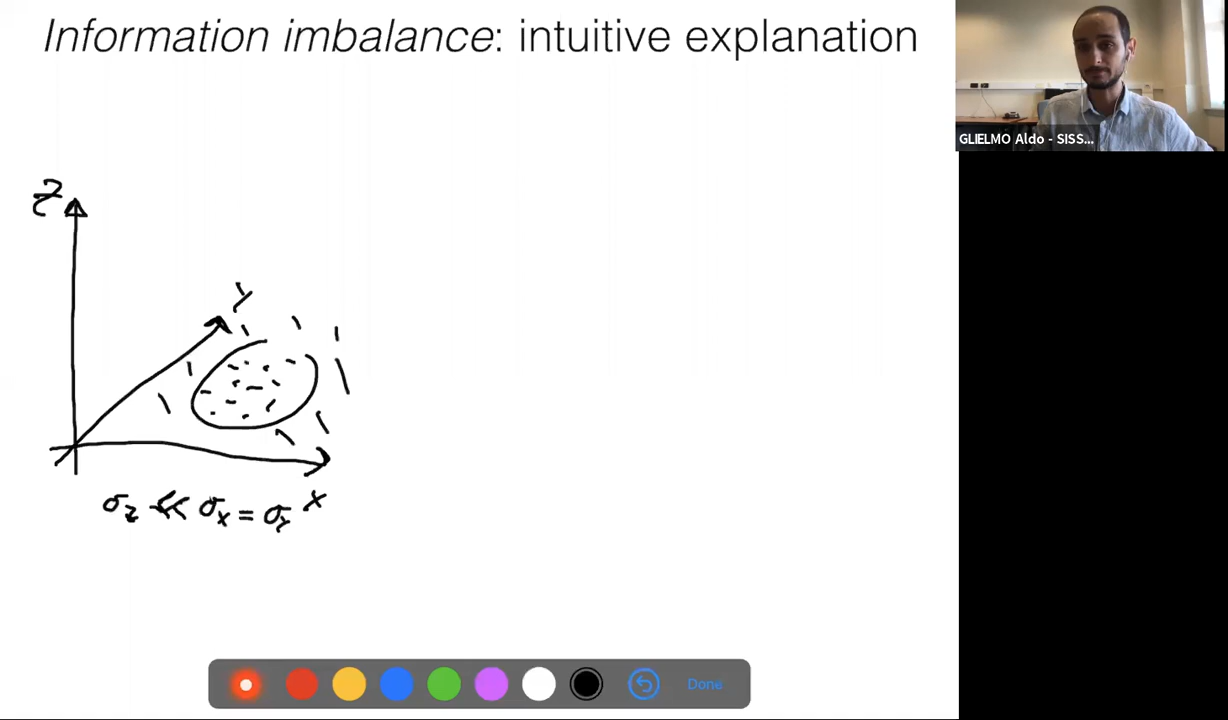 Information imbalance: intuitive explanation
GLIELMO Aldo - SISS...
Z
Y
X
σz << σx = σy
Done